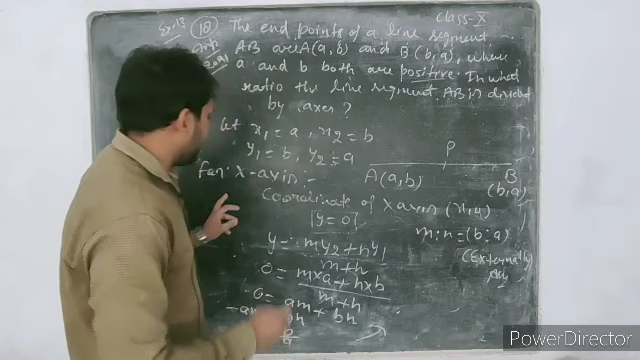 class-X
(18) The end points of a line segment
AB are A(a, b) and B(b, a), where
a and b both are positive. In what
ratio the line segment AB is divided
by axes?
let x1 = a, x2 = b
y1 = b, y2 = a
For x-axis :-
P
A(a, b)
B
(b, a)
Coordinate of x axis (x, y)
y = 0
m : n = (b : a)
(Externally)
y = my2 + ny1
m + n
0 = m×a + n×b
m + n
0 = am + bn
PowerDirector